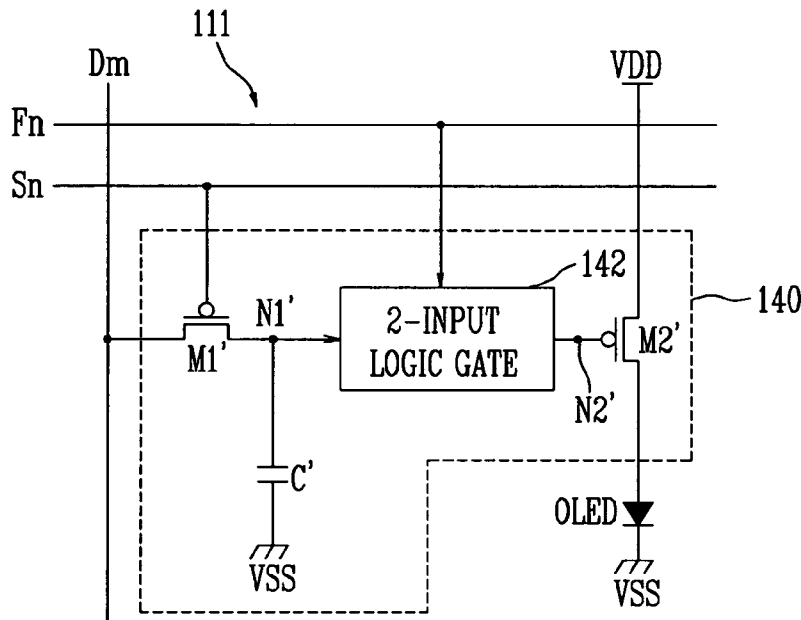 111
Dm
VDD
Fn
Sn
142
140
N1'
2-INPUT
LOGIC GATE
M1'
M2'
N2'
C'
OLED
VSS
VSS